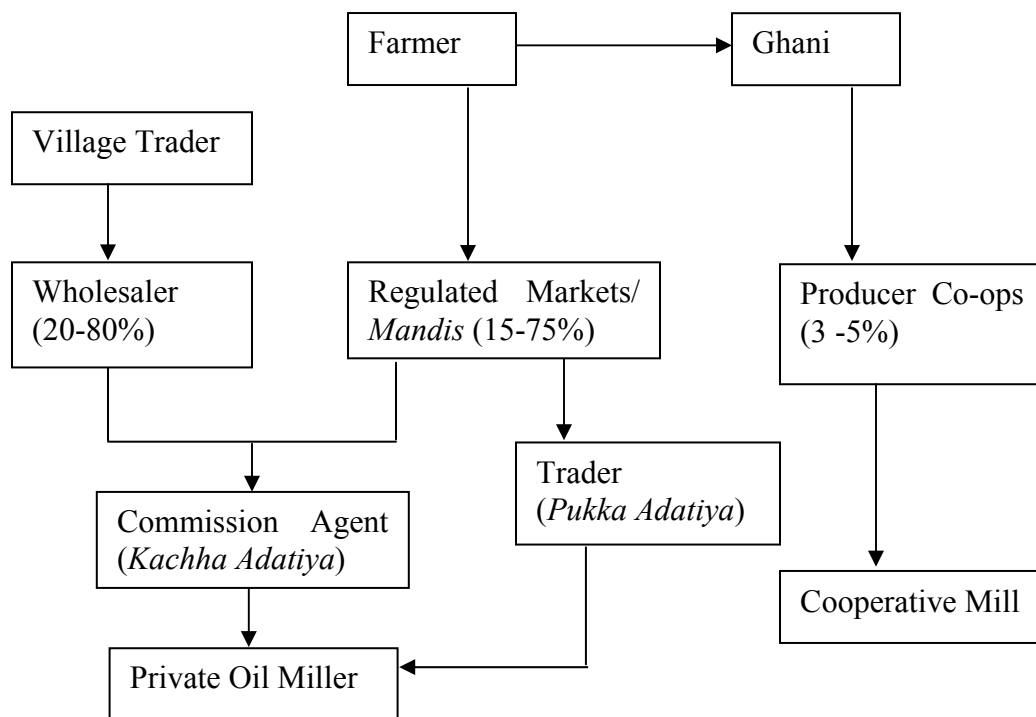 Farmer
Ghani
Village Trader
Wholesaler
(20-80%)
Regulated Markets/
Mandis (15-75%)
Producer Co-ops
(3 -5%)
Trader
(Pukka Adatiya)
Commission Agent
(Kachha Adatiya)
Cooperative Mill
Private Oil Miller